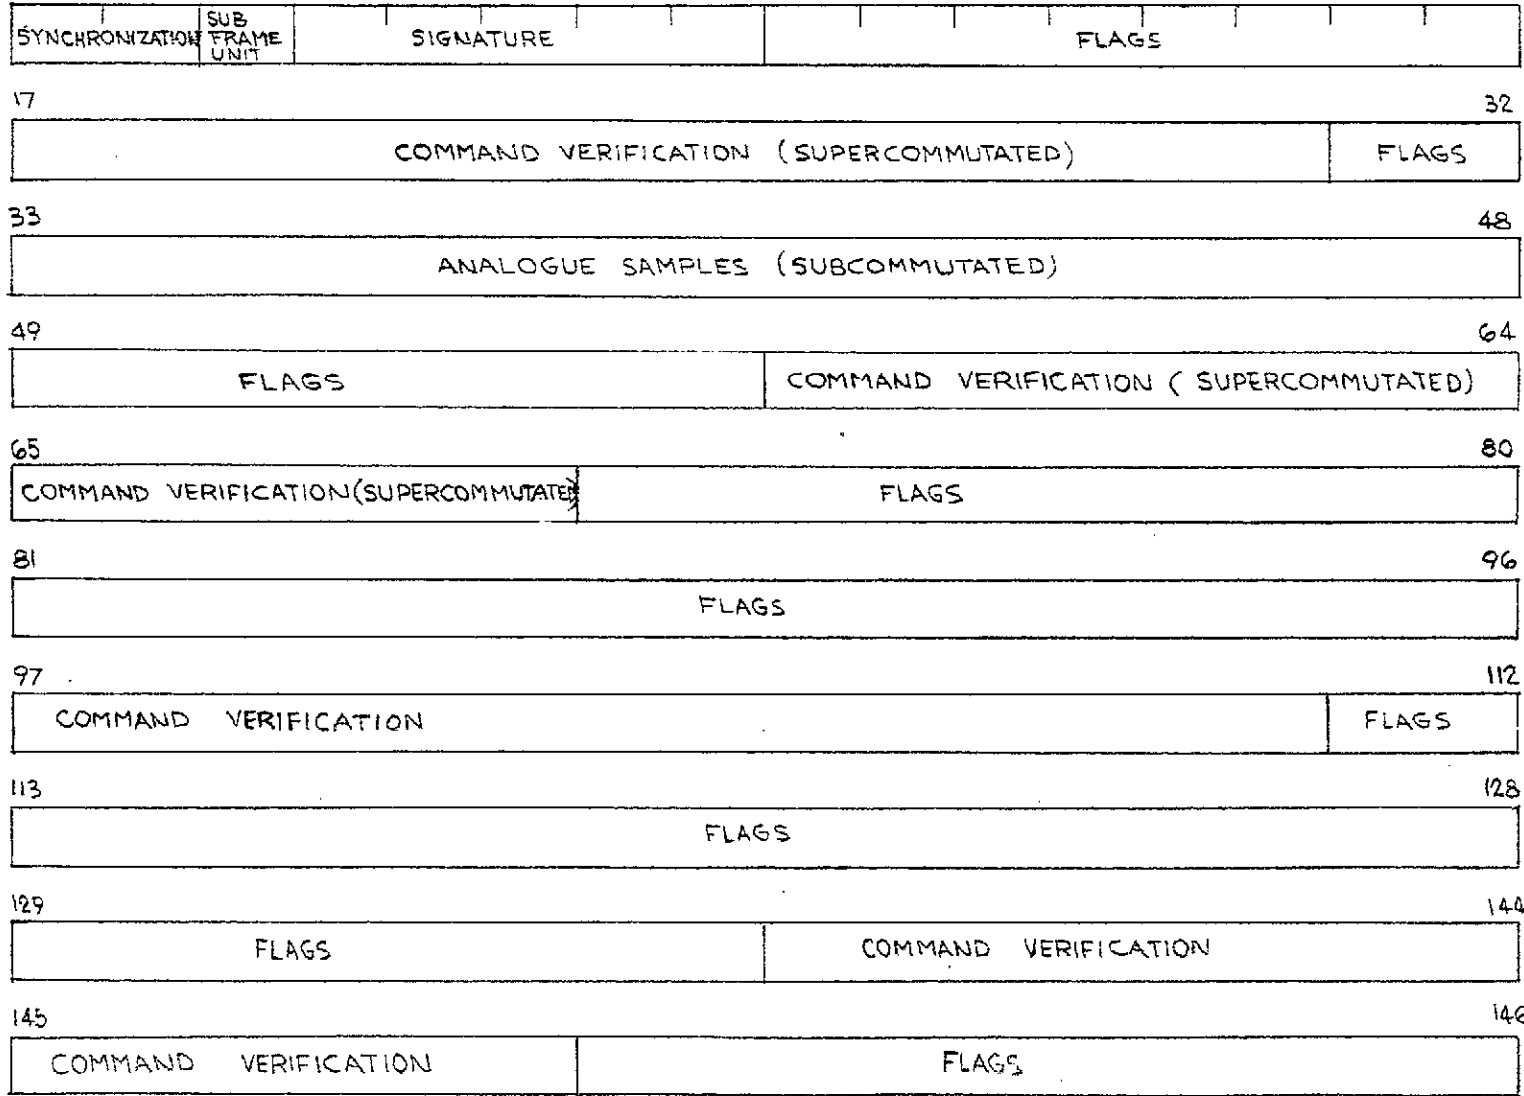 SYNCHRONIZATION SUB FRAME UNIT SIGNATURE FLAGS
17 32
COMMAND VERIFICATION (SUPERCOMMUTATED) FLAGS
33 48
ANALOGUE SAMPLES (SUBCOMMUTATED)
49 64
FLAGS COMMAND VERIFICATION (SUPERCOMMUTATED)
65 80
COMMAND VERIFICATION (SUPERCOMMUTATED) FLAGS
81 96
FLAGS
97 112
COMMAND VERIFICATION FLAGS
113 128
FLAGS
129 144
FLAGS COMMAND VERIFICATION
145 146
COMMAND VERIFICATION FLAGS